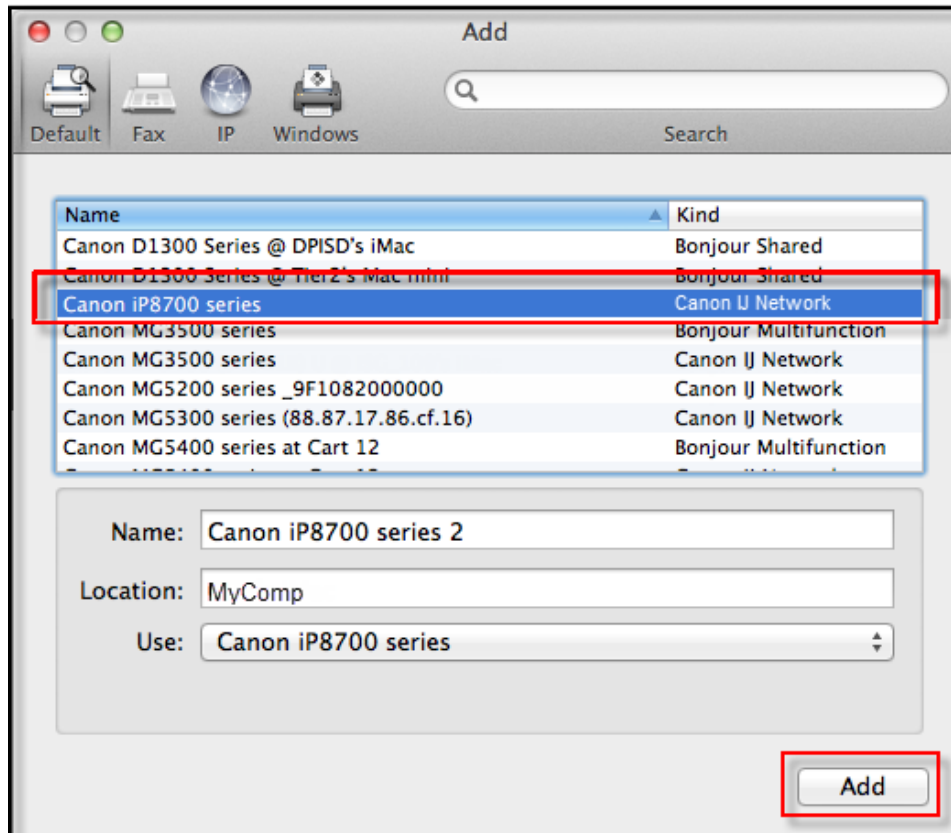 Add
Default Fax IP Windows Search
Name Kind
Canon D1300 Series @ DPISD's iMac Bonjour Shared
Canon D1300 Series @ Tier2's Mac mini Bonjour Shared
Canon iP8700 series Canon IJ Network
Canon MG3500 series Bonjour Multifunction
Canon MG3500 series Canon IJ Network
Canon MG5200 series _9F1082000000 Canon IJ Network
Canon MG5300 series (88.87.17.86.cf.16) Canon IJ Network
Canon MG5400 series at Cart 12 Bonjour Multifunction
Name: Canon iP8700 series 2
Location: MyComp
Use: Canon iP8700 series
Add